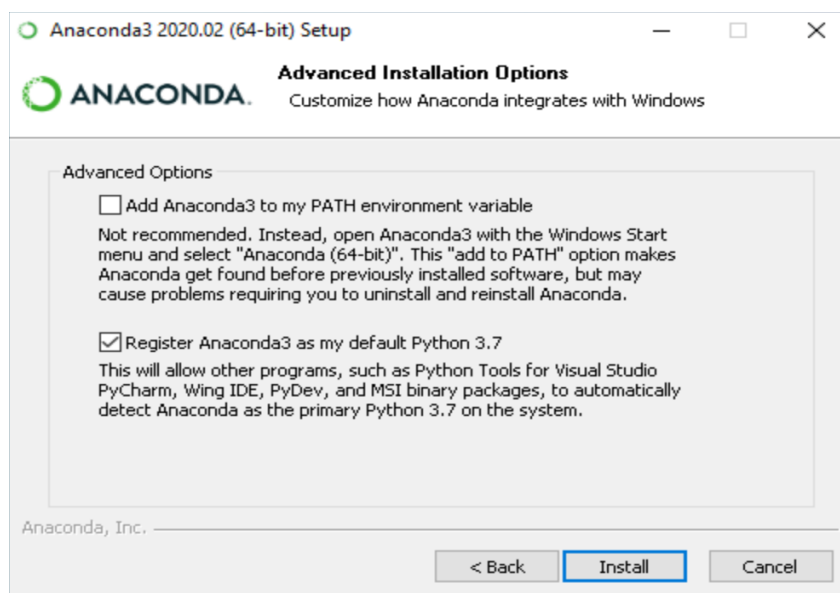 Anaconda3 2020.02 (64-bit) Setup
ANACONDA.
Advanced Installation Options
Customize how Anaconda integrates with Windows
Advanced Options
Add Anaconda3 to my PATH environment variable
Not recommended. Instead, open Anaconda3 with the Windows Start
menu and select "Anaconda (64-bit)". This "add to PATH" option makes
Anaconda get found before previously installed software, but may
cause problems requiring you to uninstall and reinstall Anaconda.
Register Anaconda3 as my default Python 3.7
This will allow other programs, such as Python Tools for Visual Studio
PyCharm, Wing IDE, PyDev, and MSI binary packages, to automatically
detect Anaconda as the primary Python 3.7 on the system.
Anaconda, Inc.
< Back
Install
Cancel